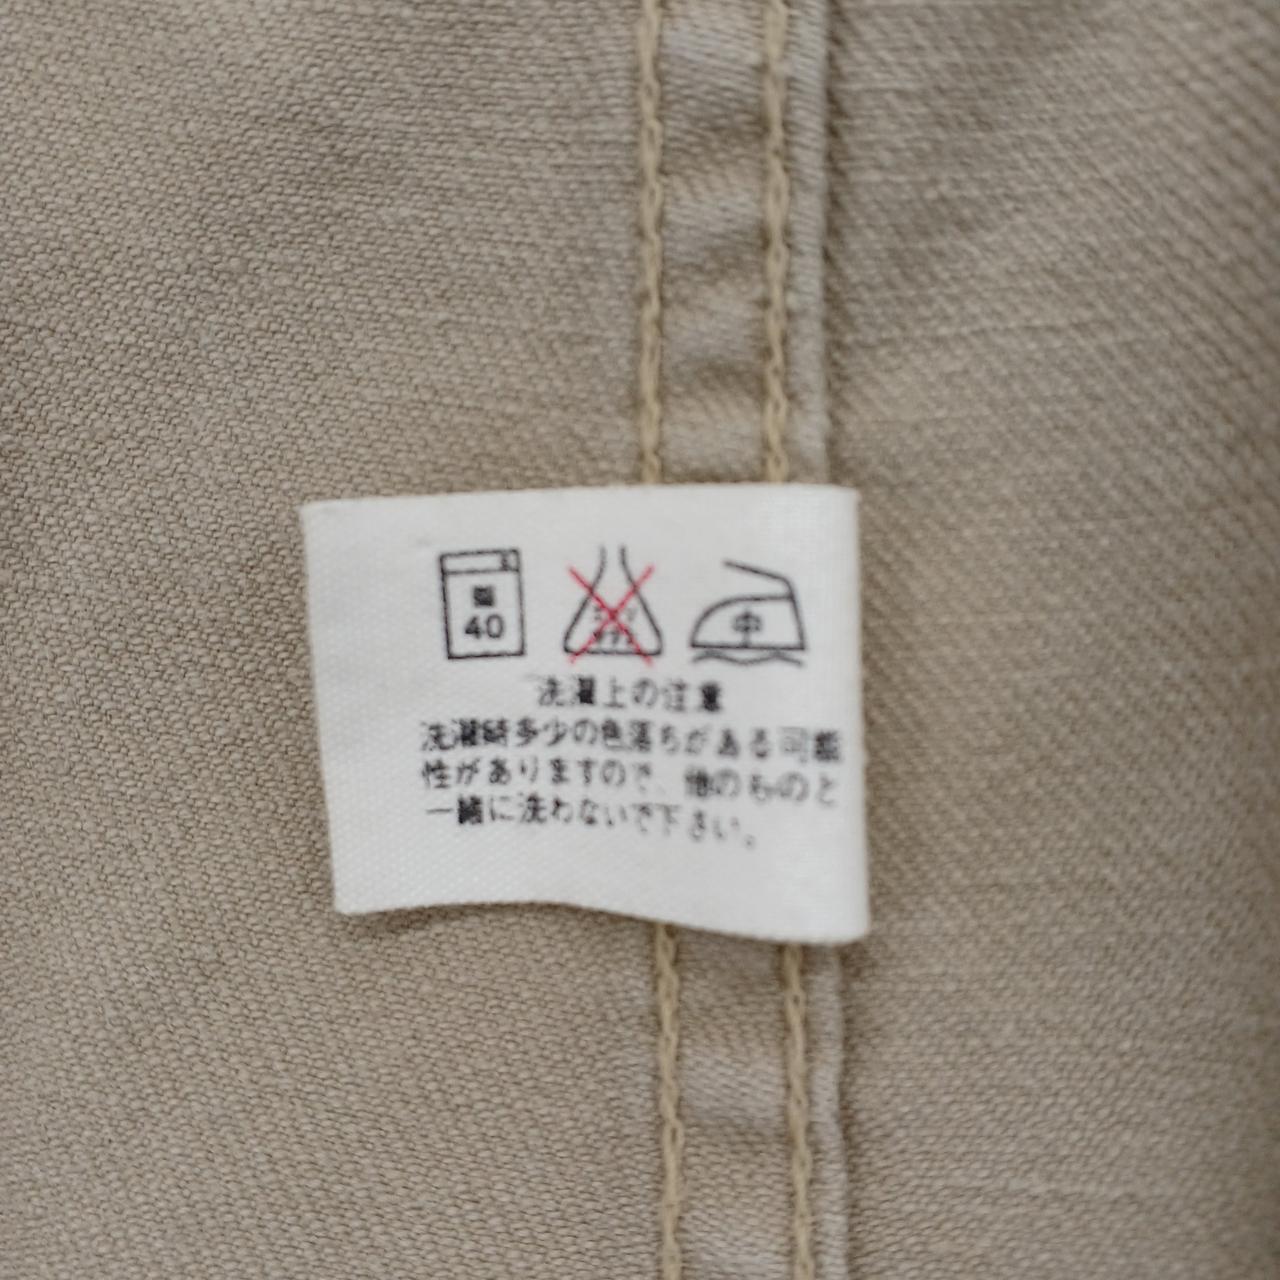 40
中
洗濯上の注意
洗濯時多少の色落ちがある可能
性がありますので、他のものと
一緒に洗わないで下さい。